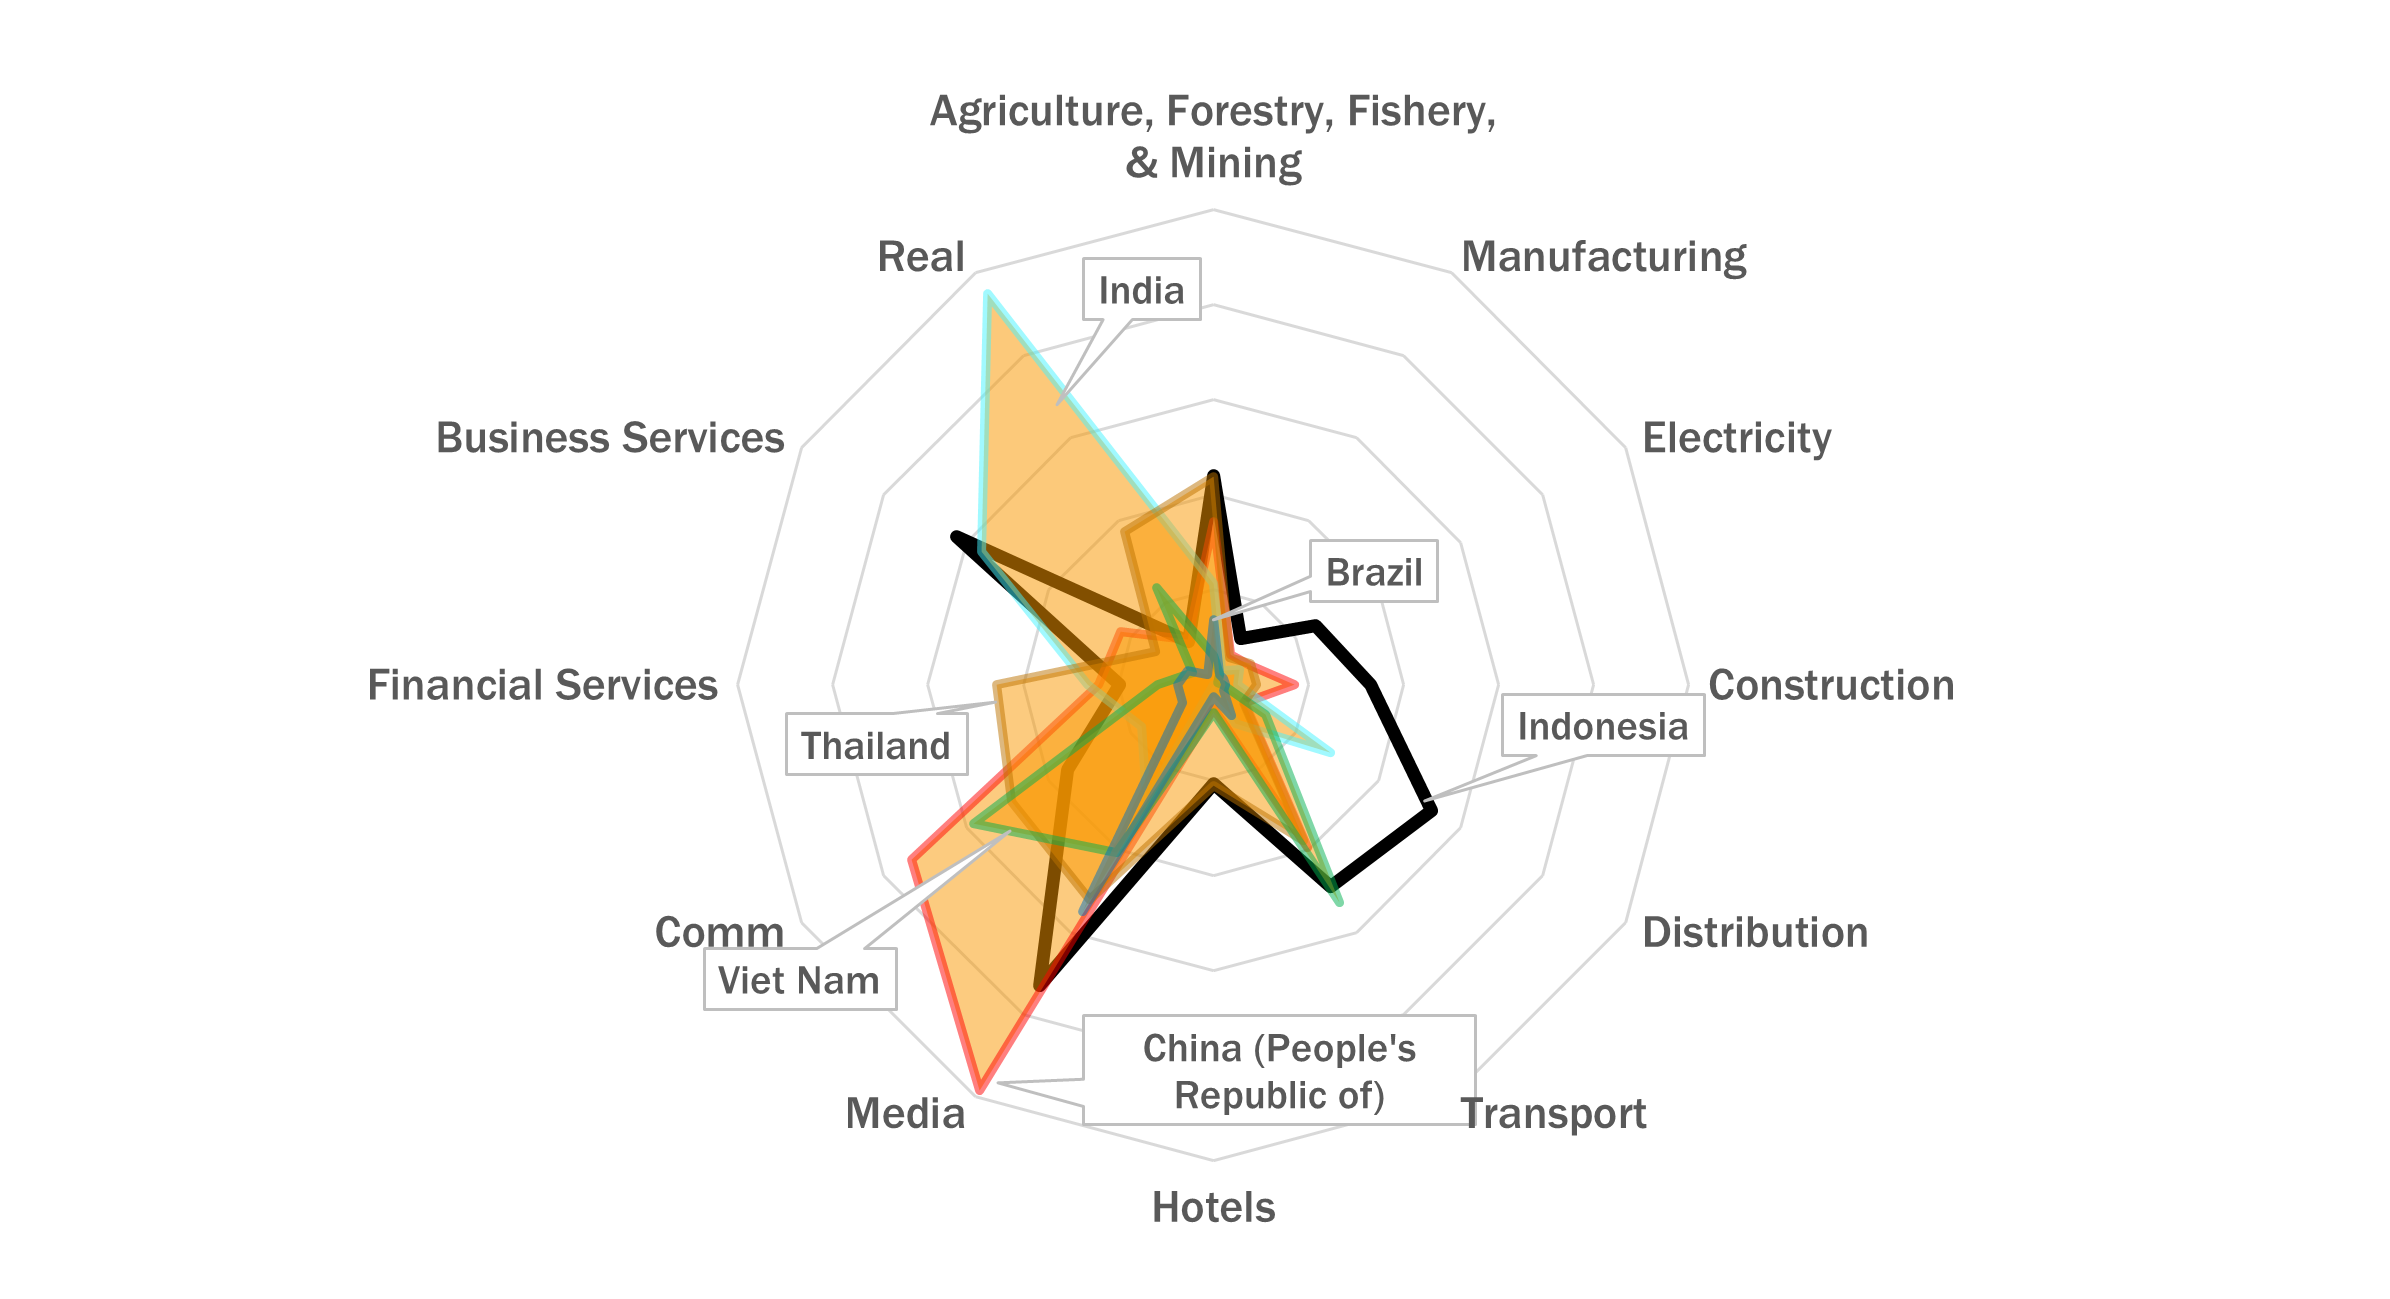 Agriculture, Forestry, Fishery,
& Mining
Real
Manufacturing
India
Business Services
Electricity
Brazil
Financial Services
Construction
Thailand
Indonesia
Comm
Distribution
Viet Nam
China (People's
Republic of)
Media
Transport
Hotels